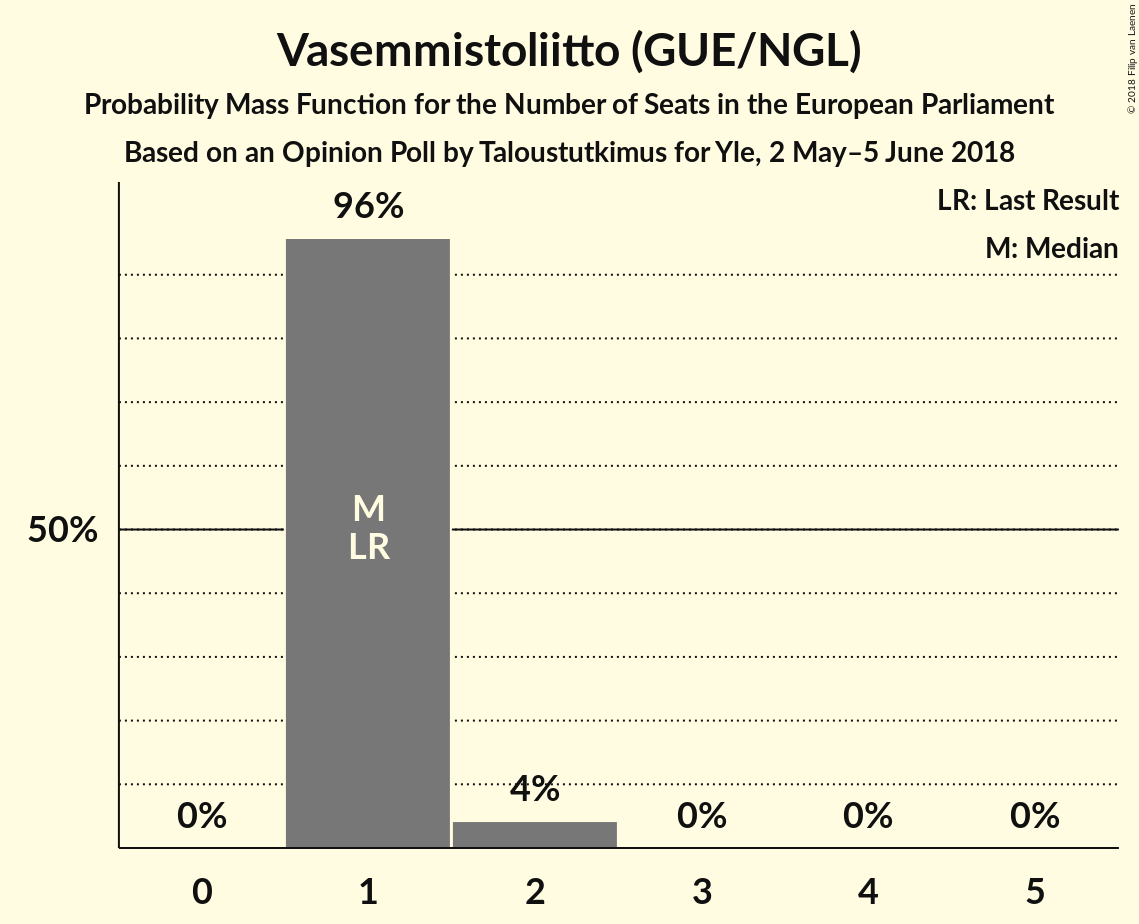 Vasemmistoliitto (GUE/NGL)
Probability Mass Function for the Number of Seats in the European Parliament
Based on an Opinion Poll by Taloustutkimus for Yle, 2 May–5 June 2018
© 2018 Filip van Laenen
LR: Last Result
M: Median
96%
50%
M
LR
0%
4%
0%
0%
0%
0
1
2
3
4
5